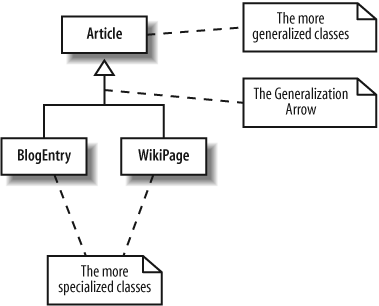 Article
The more
generalized classes
The Generalization
Arrow
BlogEntry
WikiPage
The more
specialized classes